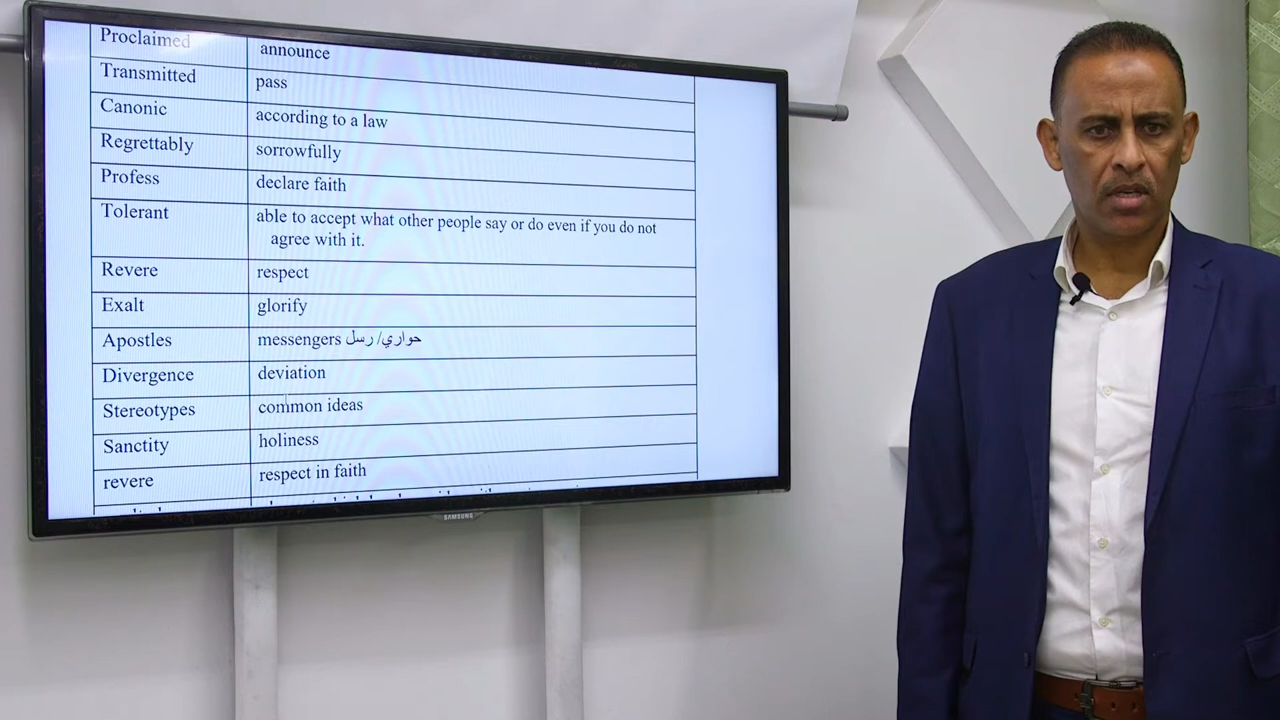 Proclaimed announce
Transmitted pass
Canonic according to a law
Regrettably sorrowfully
Profess declare faith
Tolerant able to accept what other people say or do even if you do not
agree with it.
Revere respect
Exalt glorify
Apostles messengers حواري/ رسل
Divergence deviation
Stereotypes common ideas
Sanctity holiness
revere respect in faith
SAMSUNG